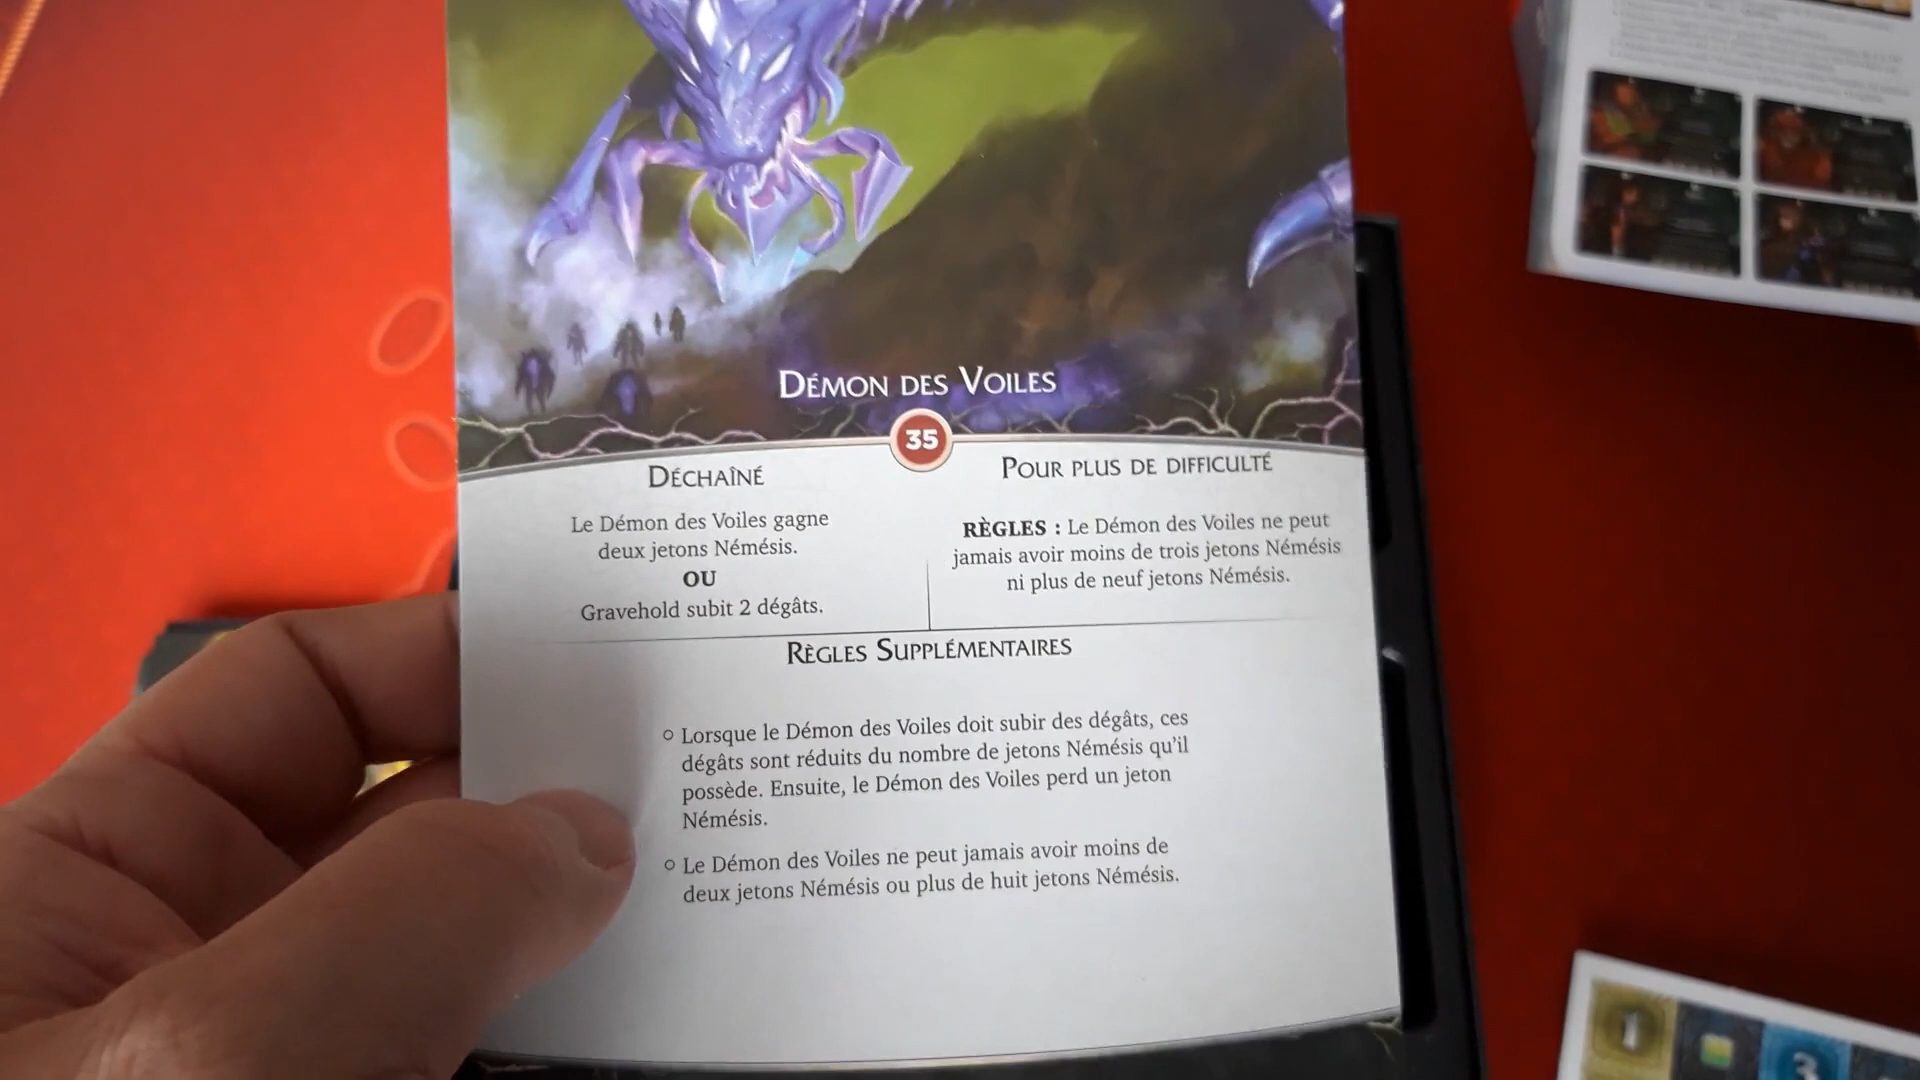 DÉMON DES VOILES
35
DÉCHAÎNÉ
Le Démon des Voiles gagne
deux jetons Némésis.
OU
Gravehold subit 2 dégâts.
POUR PLUS DE DIFFICULTÉ
RÈGLES : Le Démon des Voiles ne peut
jamais avoir moins de trois jetons Némésis
ni plus de neuf jetons Némésis.
RÈGLES SUPPLÉMENTAIRES
○ Lorsque le Démon des Voiles doit subir des dégâts, ces
dégâts sont réduits du nombre de jetons Némésis qu'il
possède. Ensuite, le Démon des Voiles perd un jeton
Némésis.
○ Le Démon des Voiles ne peut jamais avoir moins de
deux jetons Némésis ou plus de huit jetons Némésis.
1
3